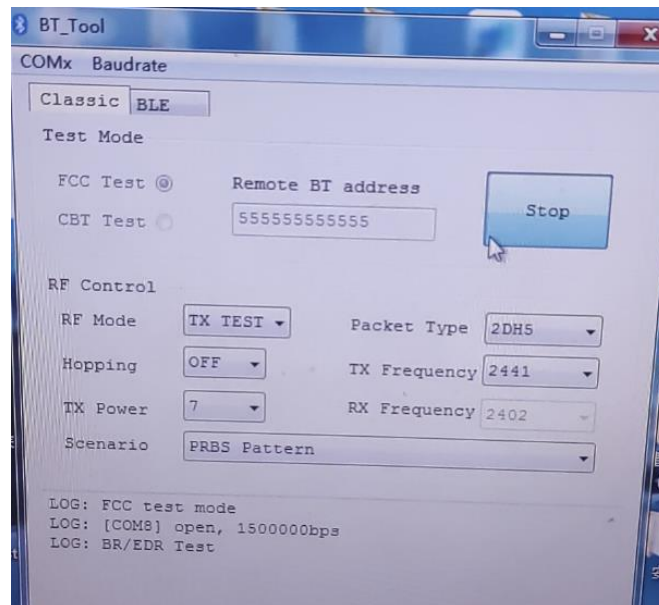 BT_Tool
COMx Baudrate
Classic BLE
Test Mode
FCC Test Remote BT address
CBT Test 555555555555 Stop
RF Control
RF Mode TX TEST Packet Type 2DH5
Hopping OFF TX Frequency 2441
TX Power 7 RX Frequency 2402
Scenario PRBS Pattern
LOG: FCC test mode
LOG: [COM8] open, 1500000bps
LOG: BR/EDR Test